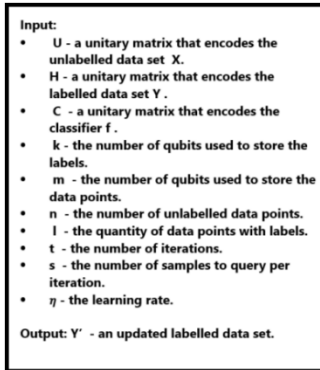 Input:
• U - a unitary matrix that encodes the
unlabelled data set X.
• H - a unitary matrix that encodes the
labelled data set Y .
• C - a unitary matrix that encodes the
classifier f .
• k - the number of qubits used to store the
labels.
• m - the number of qubits used to store the
data points.
• n - the number of unlabelled data points.
• l - the quantity of data points with labels.
• t - the number of iterations.
• s - the number of samples to query per
iteration.
• η - the learning rate.
Output: Y′ - an updated labelled data set.